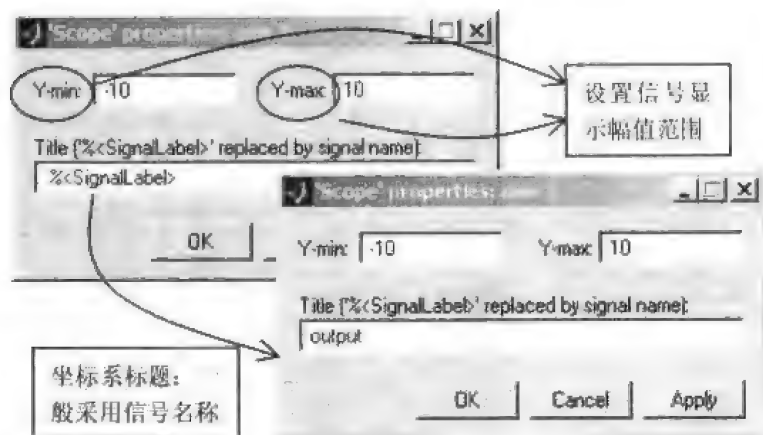 'Scope' properties:
Y-min: -10
Y-max: 10
设置信号显
示幅值范围
Title ('%<SignalLabel>' replaced by signal name):
%<SignalLabel>
OK
'Scope' properties:
Y-min: -10
Y-max: 10
Title ('%<SignalLabel>' replaced by signal name):
output
OK
Cancel
Apply
坐标系标题:
般采用信号名称